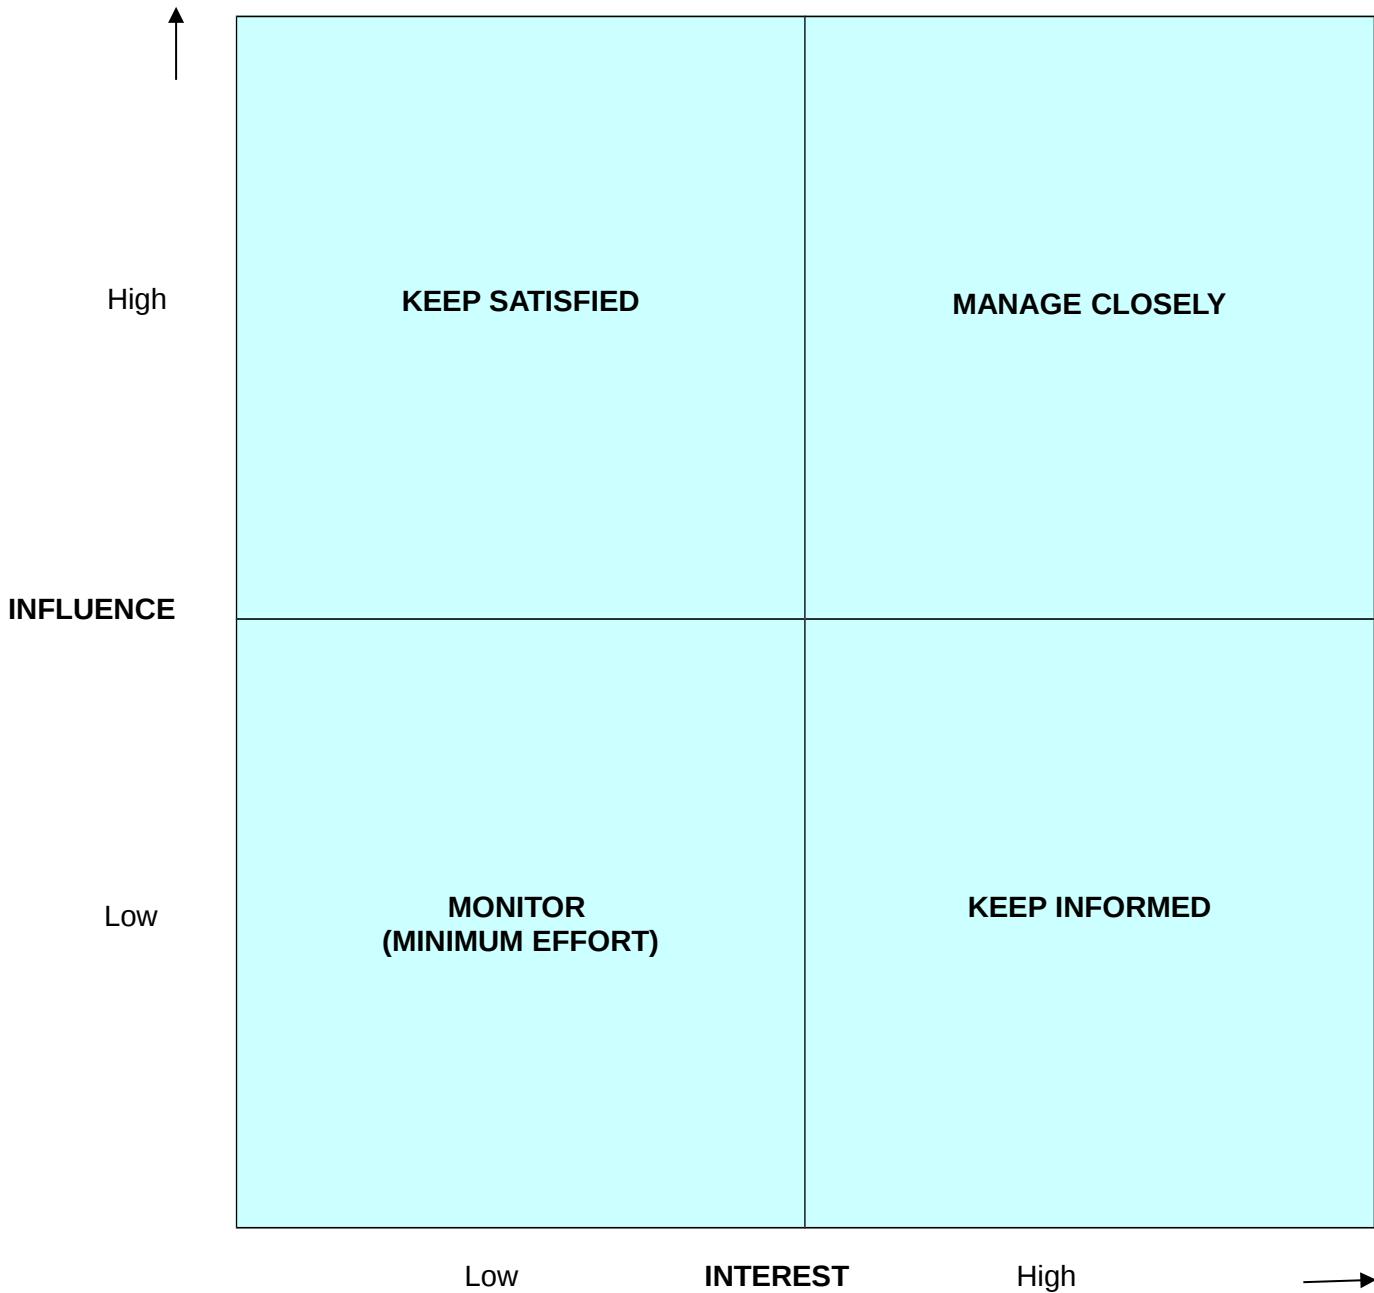 High
KEEP SATISFIED
MANAGE CLOSELY
INFLUENCE
Low
MONITOR
(MINIMUM EFFORT)
KEEP INFORMED
Low
INTEREST
High